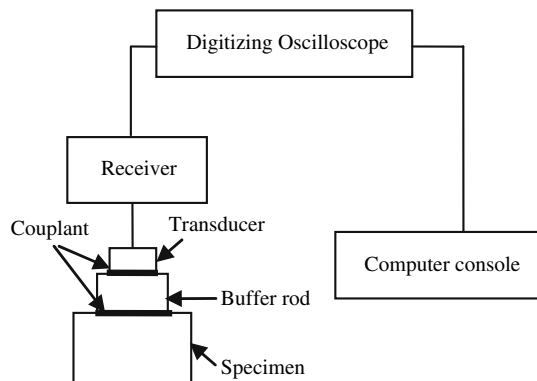 Digitizing Oscilloscope
Receiver
Couplant
Transducer
Computer console
Buffer rod
Specimen